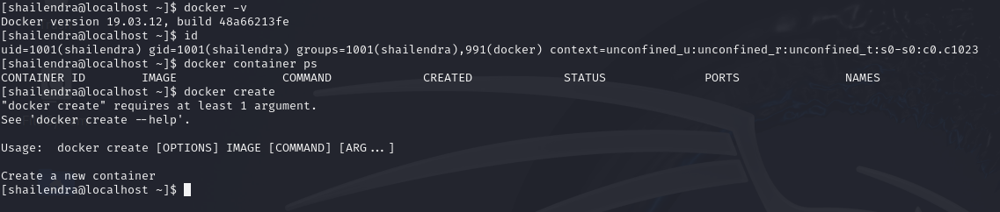 [shailendra@localhost ~]$ docker -v
Docker version 19.03.12, build 48a66213fe
[shailendra@localhost ~]$ id
uid=1001(shailendra) gid=1001(shailendra) groups=1001(shailendra),991(docker) context=unconfined_u:unconfined_r:unconfined_t:s0-s0:c0.c1023
[shailendra@localhost ~]$ docker container ps
CONTAINER ID        IMAGE               COMMAND             CREATED             STATUS              PORTS               NAMES
[shailendra@localhost ~]$ docker create
"docker create" requires at least 1 argument.
See 'docker create --help'.
Usage:  docker create [OPTIONS] IMAGE [COMMAND] [ARG...]
Create a new container
[shailendra@localhost ~]$